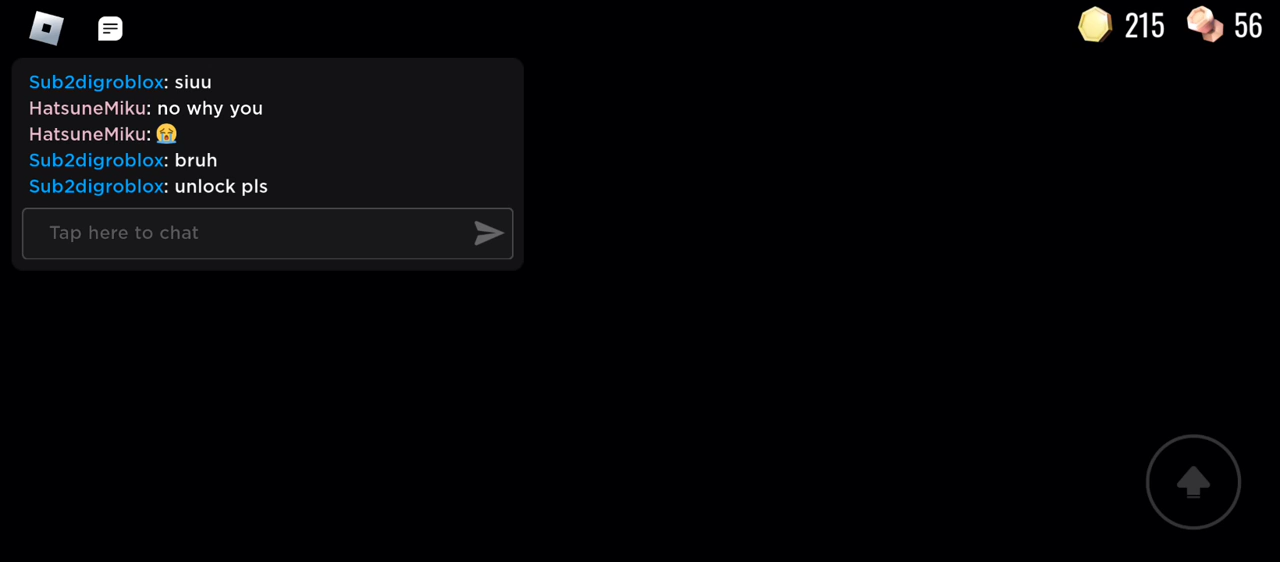 215 56
Sub2digroblox: siuu
HatsuneMiku: no why you
HatsuneMiku: 😭
Sub2digroblox: bruh
Sub2digroblox: unlock pls
Tap here to chat